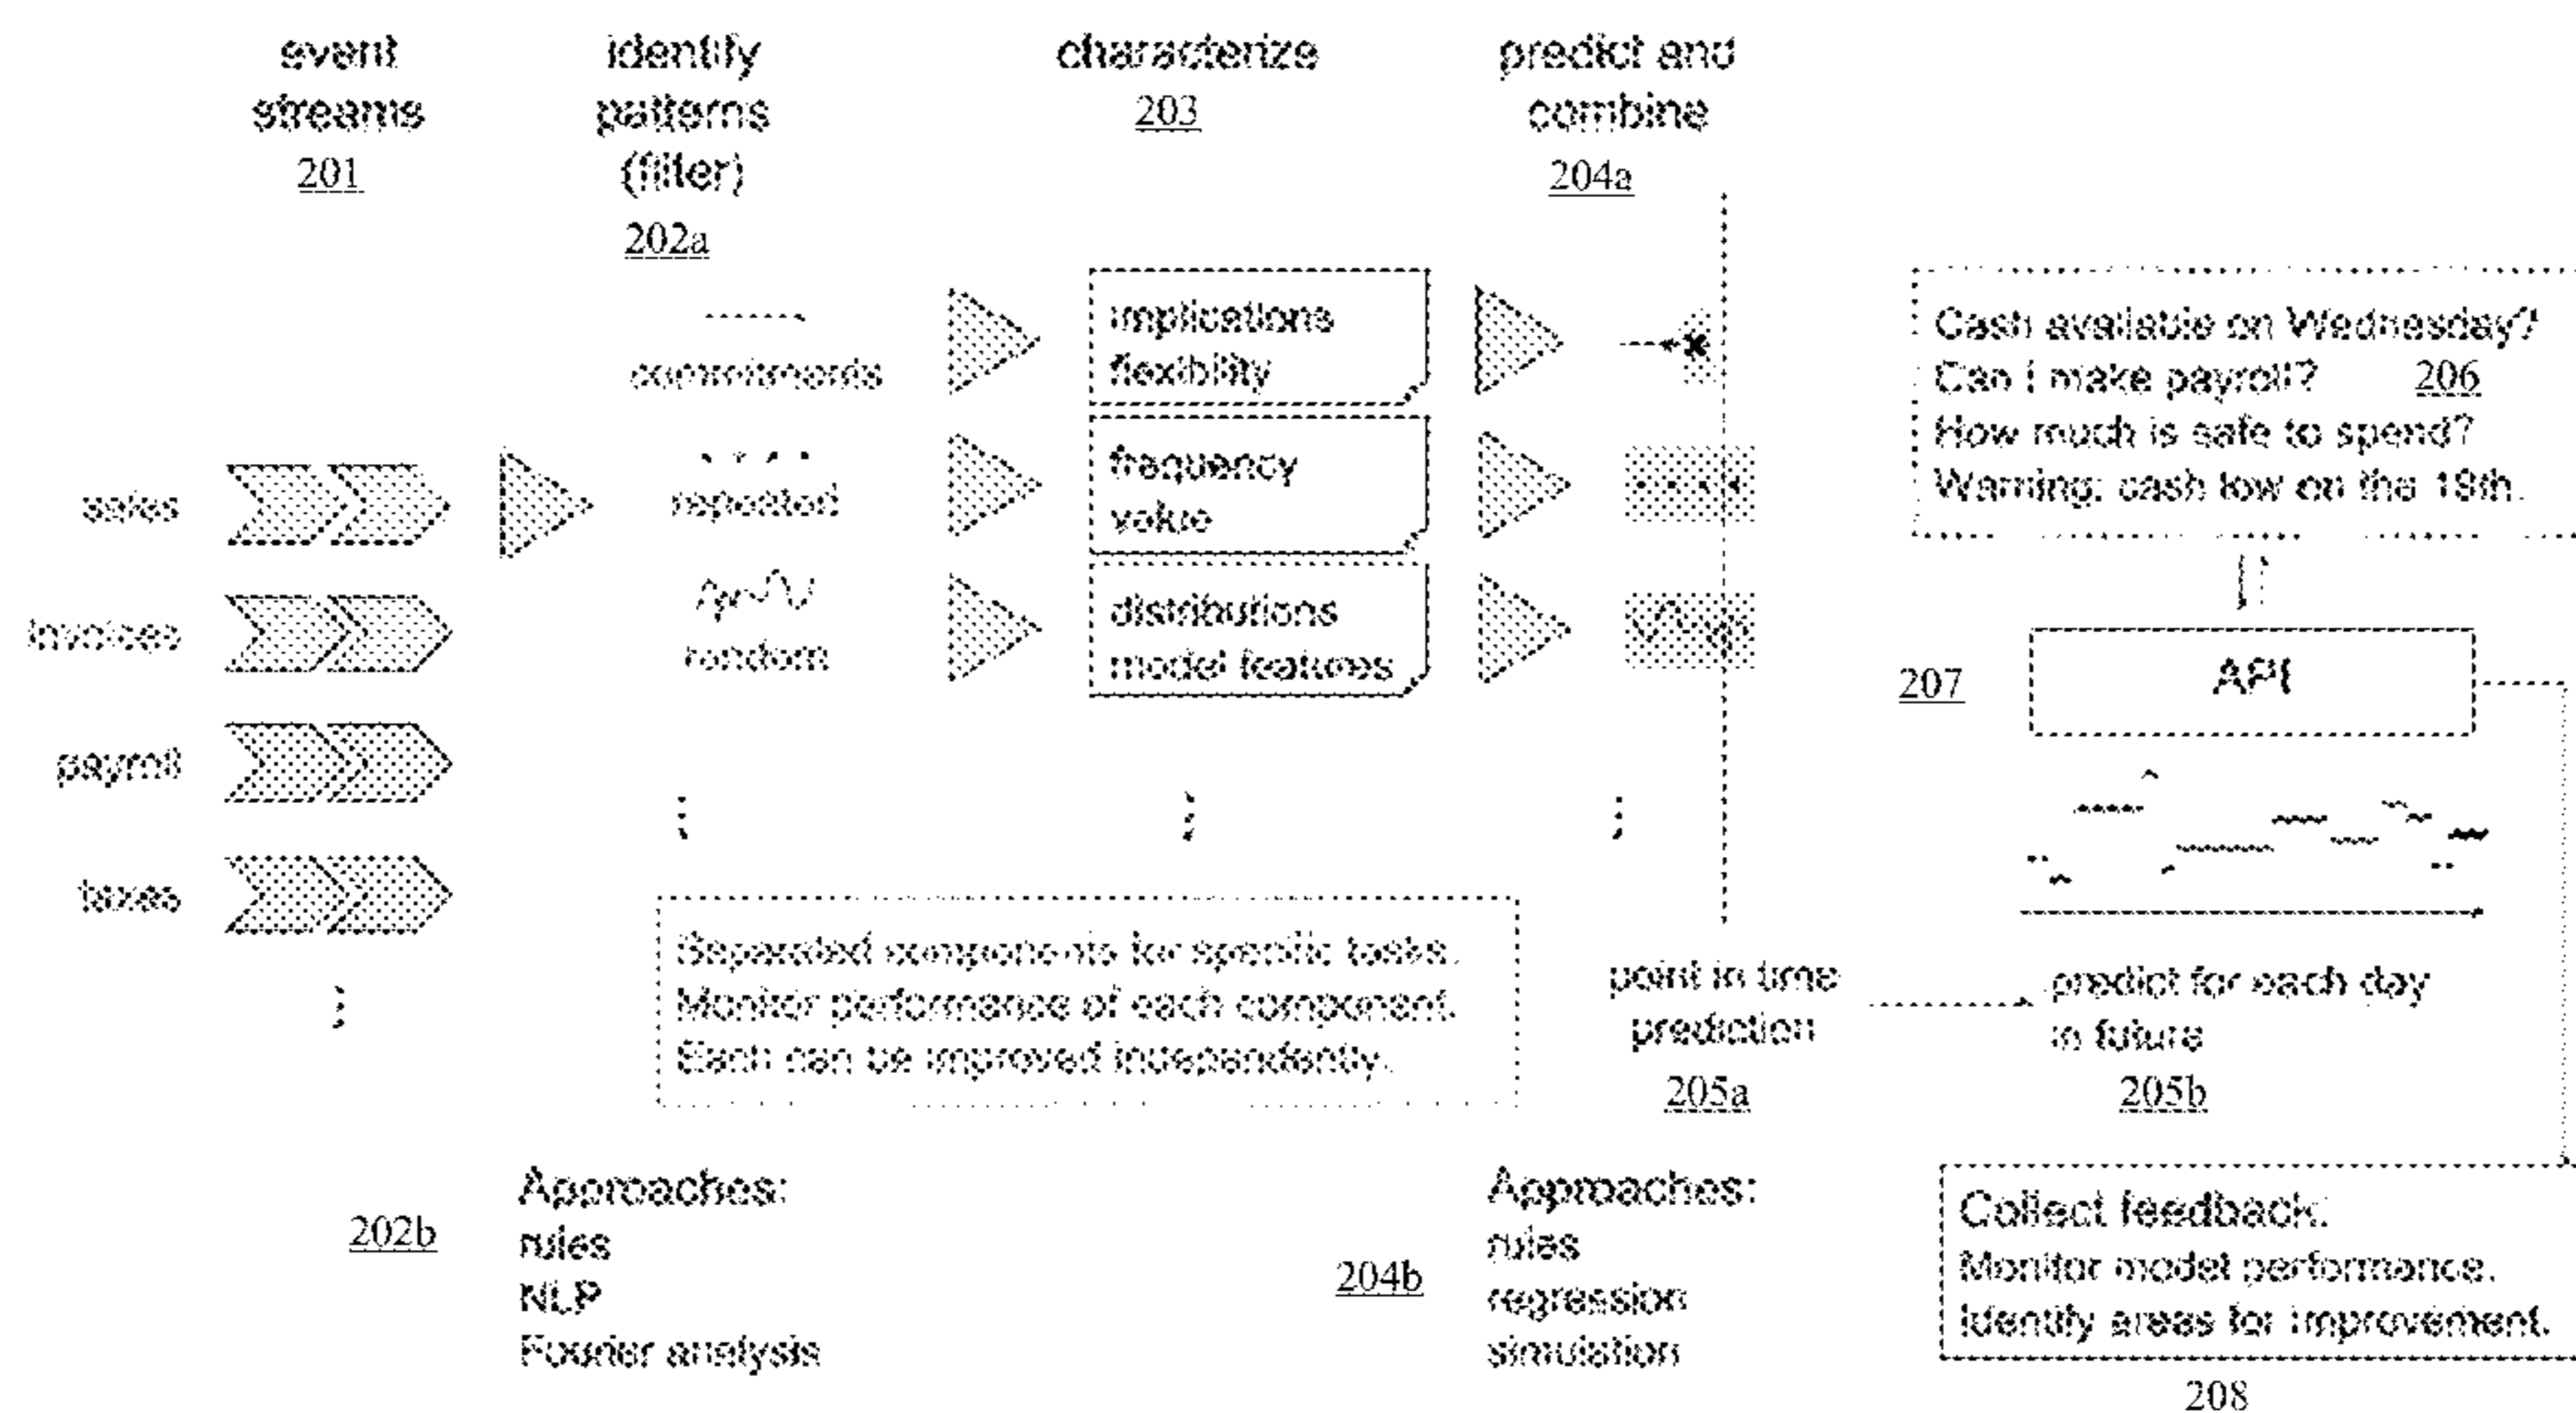 event
streams
201
identify
patterns
(filter)
202a
characterize
203
predict and
combine
204a
sales
invoices
payroll
taxes
commitments
repeated
random
implications
flexibility
frequency
value
distributions
model features
Cash available on Wednesday?
Can I make payroll?
206
How much is safe to spend?
Warning: cash low on the 19th.
207
API
Separated components for specific tasks.
Monitor performance of each component.
Each can be improved independently.
point in time
prediction
205a
predict for each day
in future
205b
202b
Approaches:
rules
NLP
Fourier analysis
204b
Approaches:
rules
regression
simulation
Collect feedback.
Monitor model performance.
Identify areas for improvement.
208